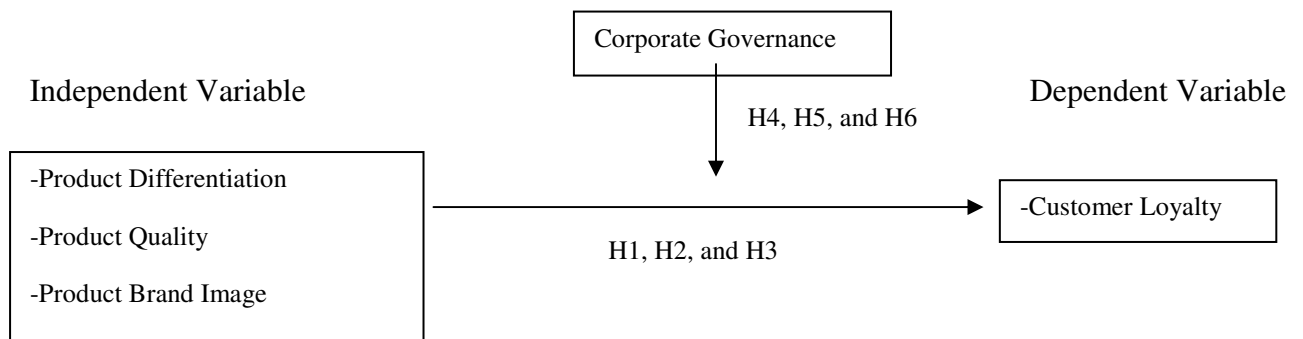 Corporate Governance
Independent Variable
Dependent Variable
H4, H5, and H6
-Product Differentiation
-Customer Loyalty
-Product Quality
H1, H2, and H3
-Product Brand Image